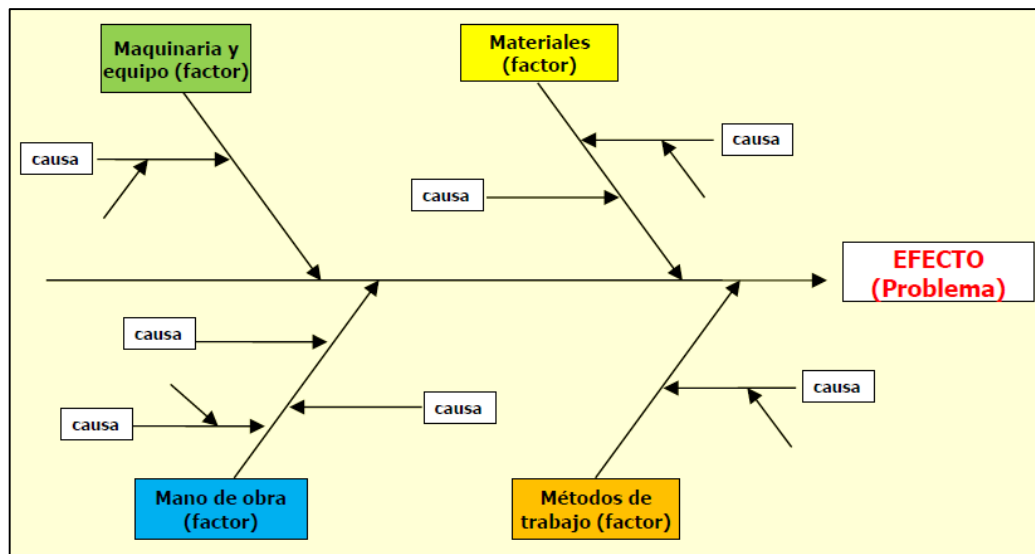 Maquinaria y
equipo (factor)
Materiales
(factor)
causa
causa
causa
EFECTO
(Problema)
causa
causa
causa
causa
Mano de obra
(factor)
Métodos de
trabajo (factor)